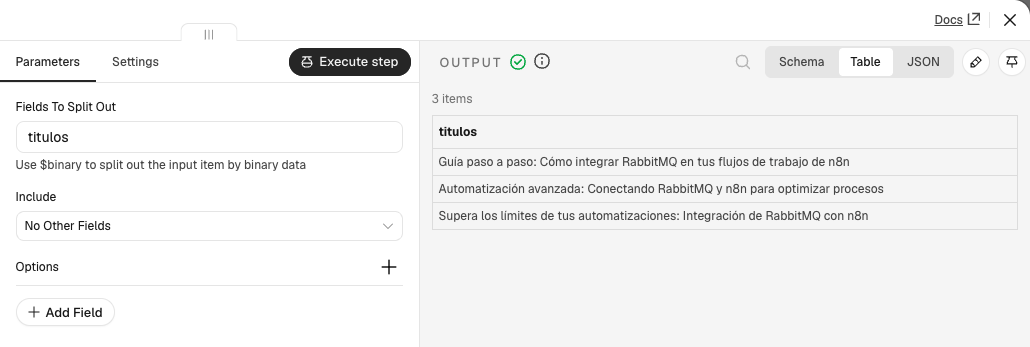 Docs
Parameters
Settings
Execute step
OUTPUT
Schema
Table
JSON
Fields To Split Out
titulos
Use $binary to split out the input item by binary data
Include
No Other Fields
Options
Add Field
3 items
titulos
Guía paso a paso: Cómo integrar RabbitMQ en tus flujos de trabajo de n8n
Automatización avanzada: Conectando RabbitMQ y n8n para optimizar procesos
Supera los límites de tus automatizaciones: Integración de RabbitMQ con n8n